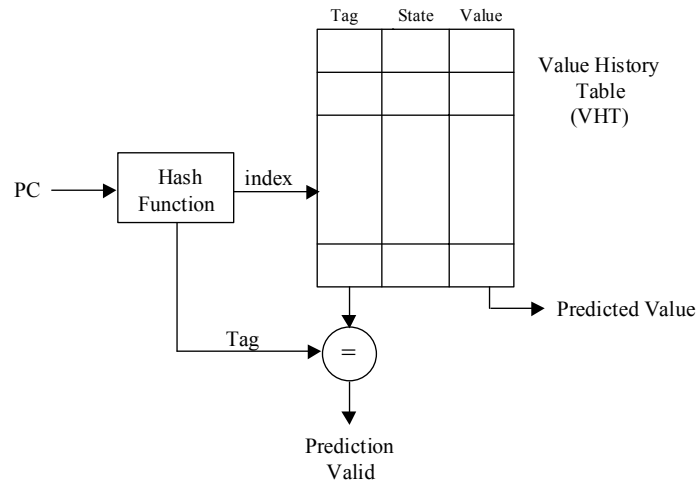 Tag State Value
Value History
Table
(VHT)
PC
Hash
Function
index
Predicted Value
Tag
=
Prediction
Valid